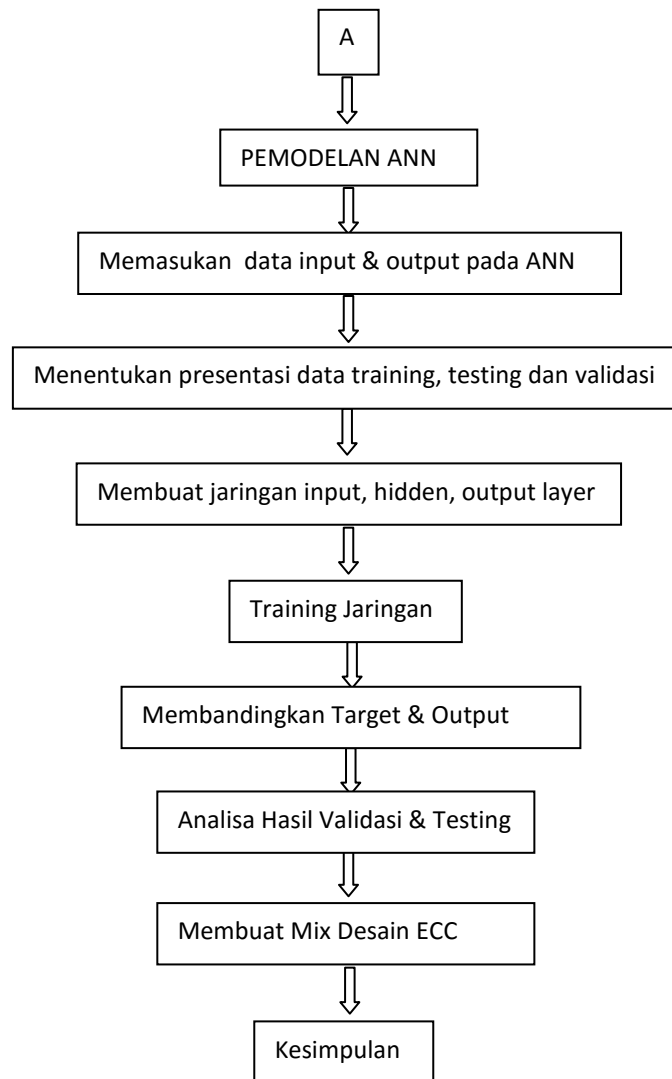 A
PEMODELAN ANN
Memasukan data input & output pada ANN
Menentukan presentasi data training, testing dan validasi
Membuat jaringan input, hidden, output layer
Training Jaringan
Membandingkan Target & Output
Analisa Hasil Validasi & Testing
Membuat Mix Desain ECC
Kesimpulan